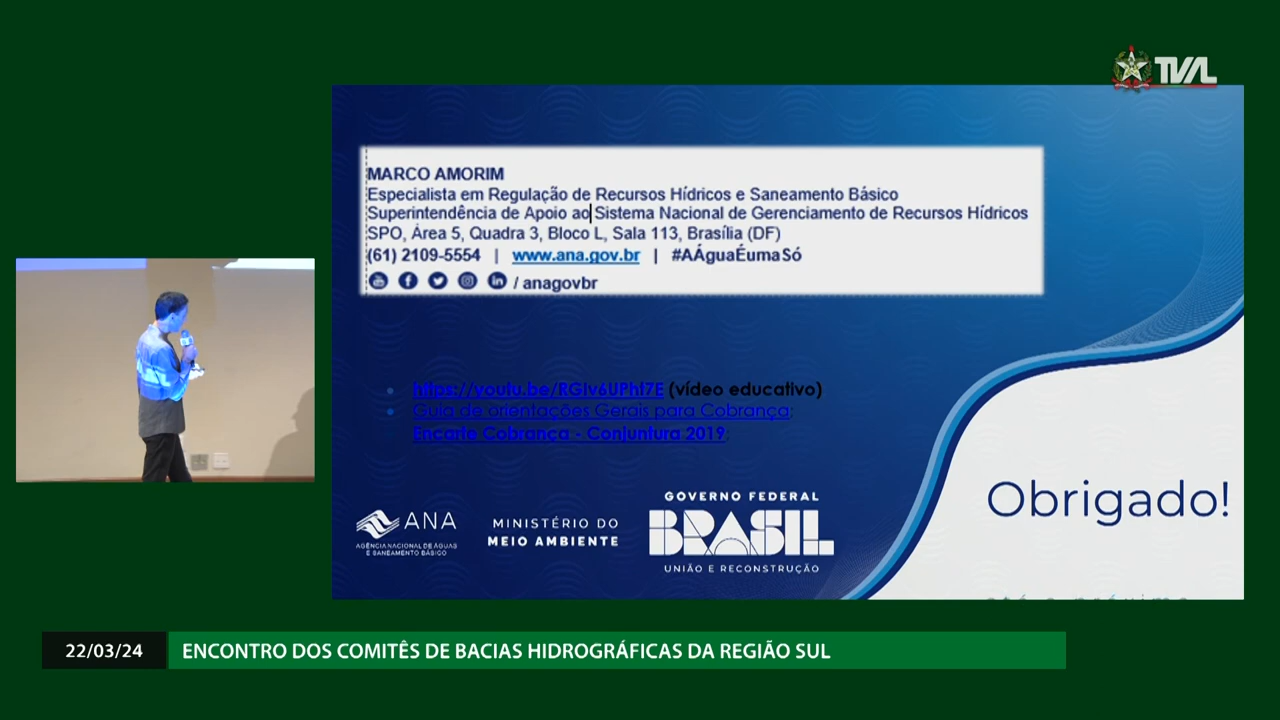 TVAL
MARCO AMORIM
Especialista em Regulação de Recursos Hídricos e Saneamento Básico
Superintendência de Apoio ao Sistema Nacional de Gerenciamento de Recursos Hídricos
SPO, Área 5, Quadra 3, Bloco L, Sala 113, Brasília (DF)
(61) 2109-5554 | www.ana.gov.br | #AÁguaÉumaSó
/ anagovbr
• https://youtu.be/ (vídeo educativo)
• Guia de orientações Gerais para Cobrança;
Encarte Cobrança - Conjuntura 2019;
Obrigado!
ANA
AGÊNCIA NACIONAL DE ÁGUAS
E SANEAMENTO BÁSICO
MINISTÉRIO DO
MEIO AMBIENTE
GOVERNO FEDERAL
BRASIL
UNIÃO E RECONSTRUÇÃO
22/03/24
ENCONTRO DOS COMITÊS DE BACIAS HIDROGRÁFICAS DA REGIÃO SUL